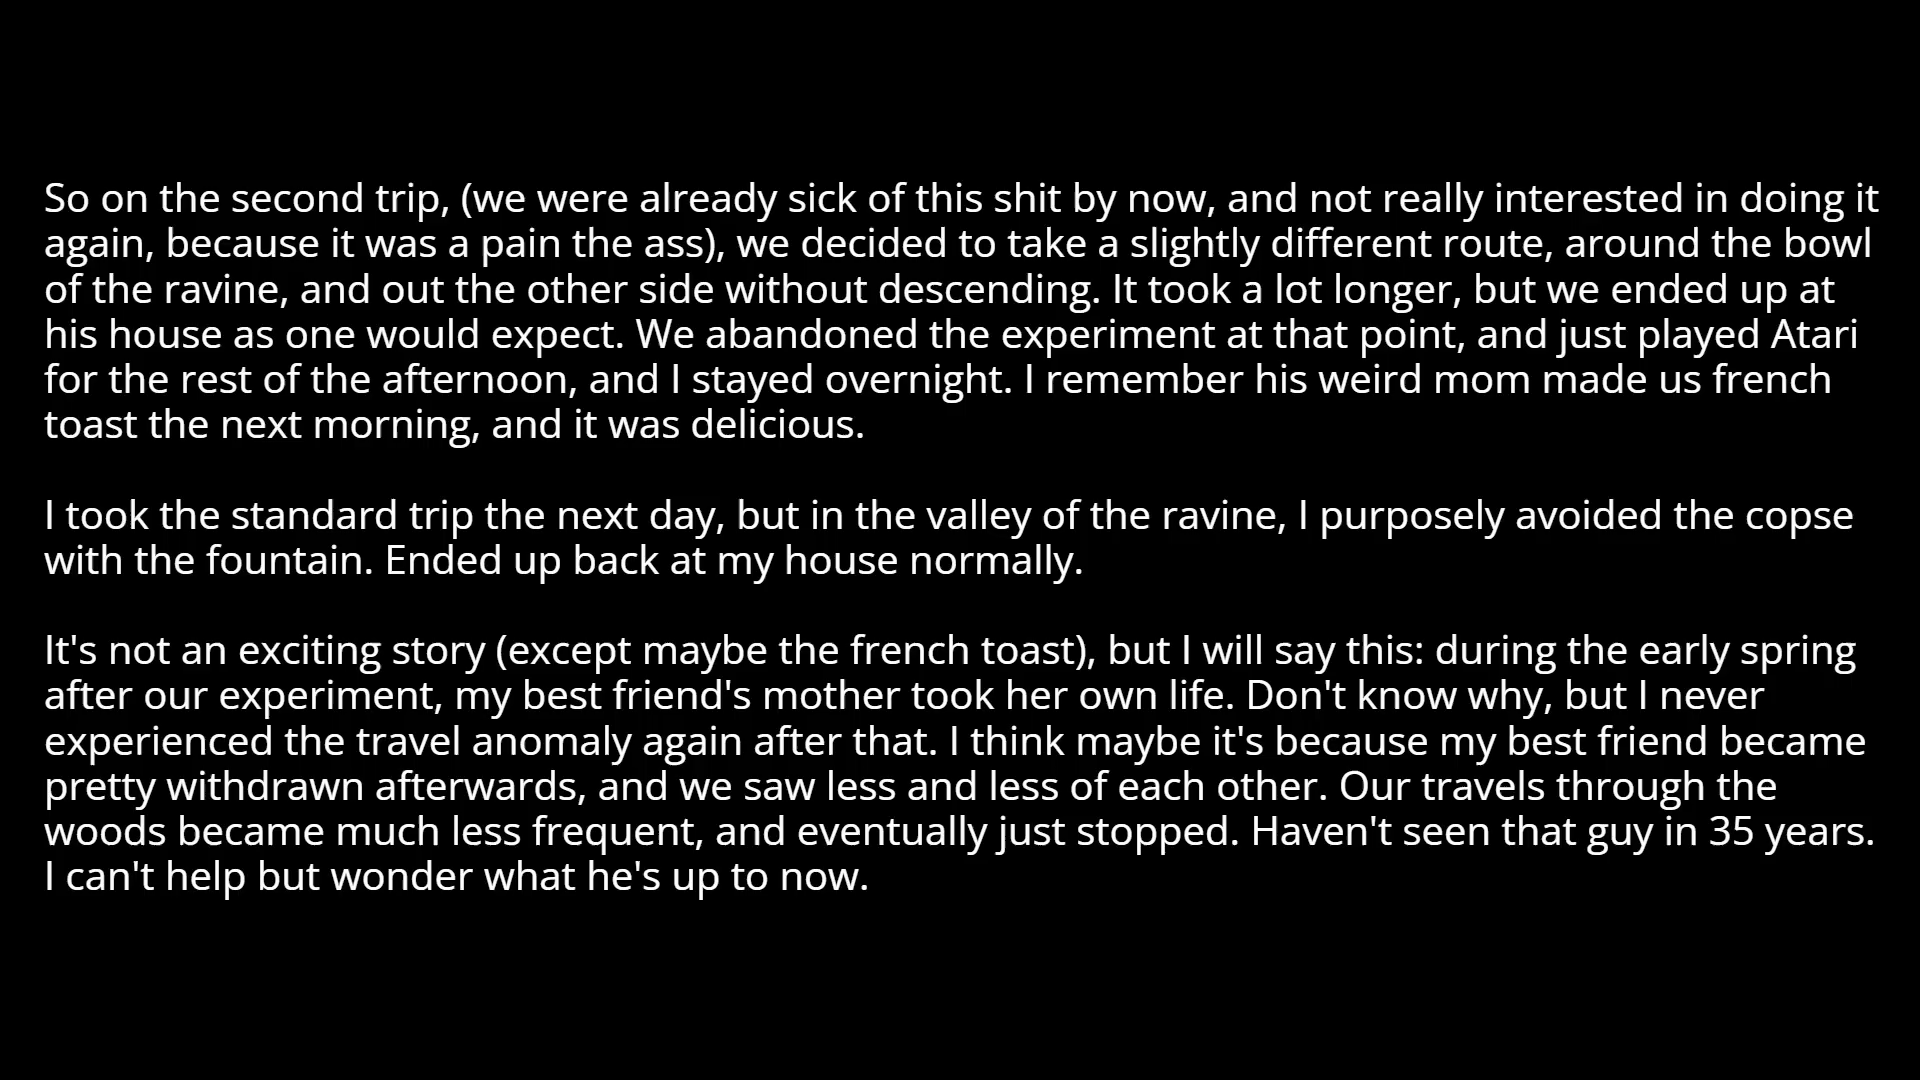 So on the second trip, (we were already sick of this shit by now, and not really interested in doing it
again, because it was a pain the ass), we decided to take a slightly different route, around the bowl
of the ravine, and out the other side without descending. It took a lot longer, but we ended up at
his house as one would expect. We abandoned the experiment at that point, and just played Atari
for the rest of the afternoon, and I stayed overnight. I remember his weird mom made us french
toast the next morning, and it was delicious.
I took the standard trip the next day, but in the valley of the ravine, I purposely avoided the copse
with the fountain. Ended up back at my house normally.
It's not an exciting story (except maybe the french toast), but I will say this: during the early spring
after our experiment, my best friend's mother took her own life. Don't know why, but I never
experienced the travel anomaly again after that. I think maybe it's because my best friend became
pretty withdrawn afterwards, and we saw less and less of each other. Our travels through the
woods became much less frequent, and eventually just stopped. Haven't seen that guy in 35 years.
I can't help but wonder what he's up to now.